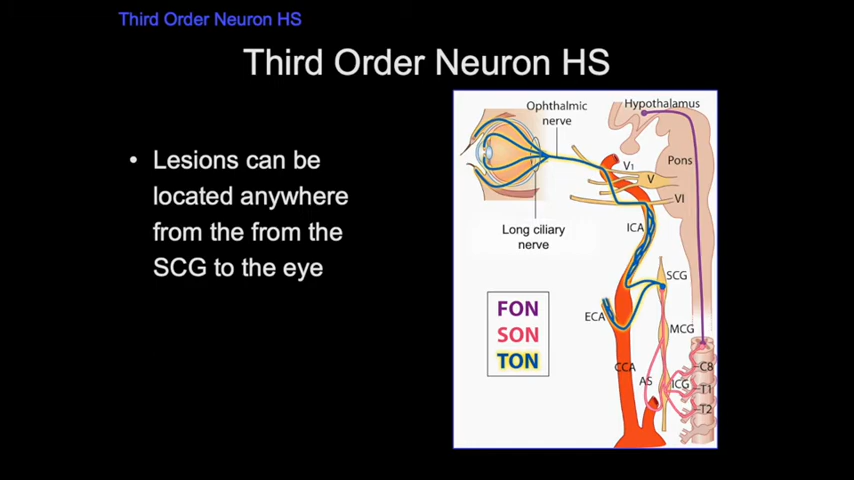 Third Order Neuron HS
Third Order Neuron HS
• Lesions can be
located anywhere
from the from the
SCG to the eye
Ophthalmic
nerve
Hypothalamus
V1
Pons
V
VI
Long ciliary
nerve
ICA
SCG
FON
SON
TON
ECA
MCG
CCA
AS
ICG
C8
T1
T2